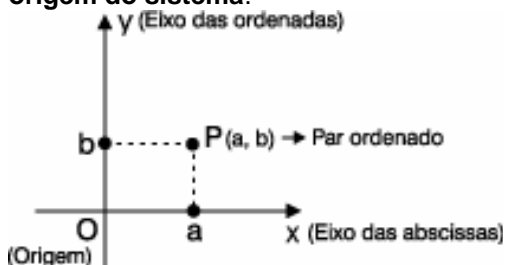 origem do sistema.
y (Eixo das ordenadas)
b
P(a, b) → Par ordenado
O
a
x (Eixo das abscissas)
(Origem)